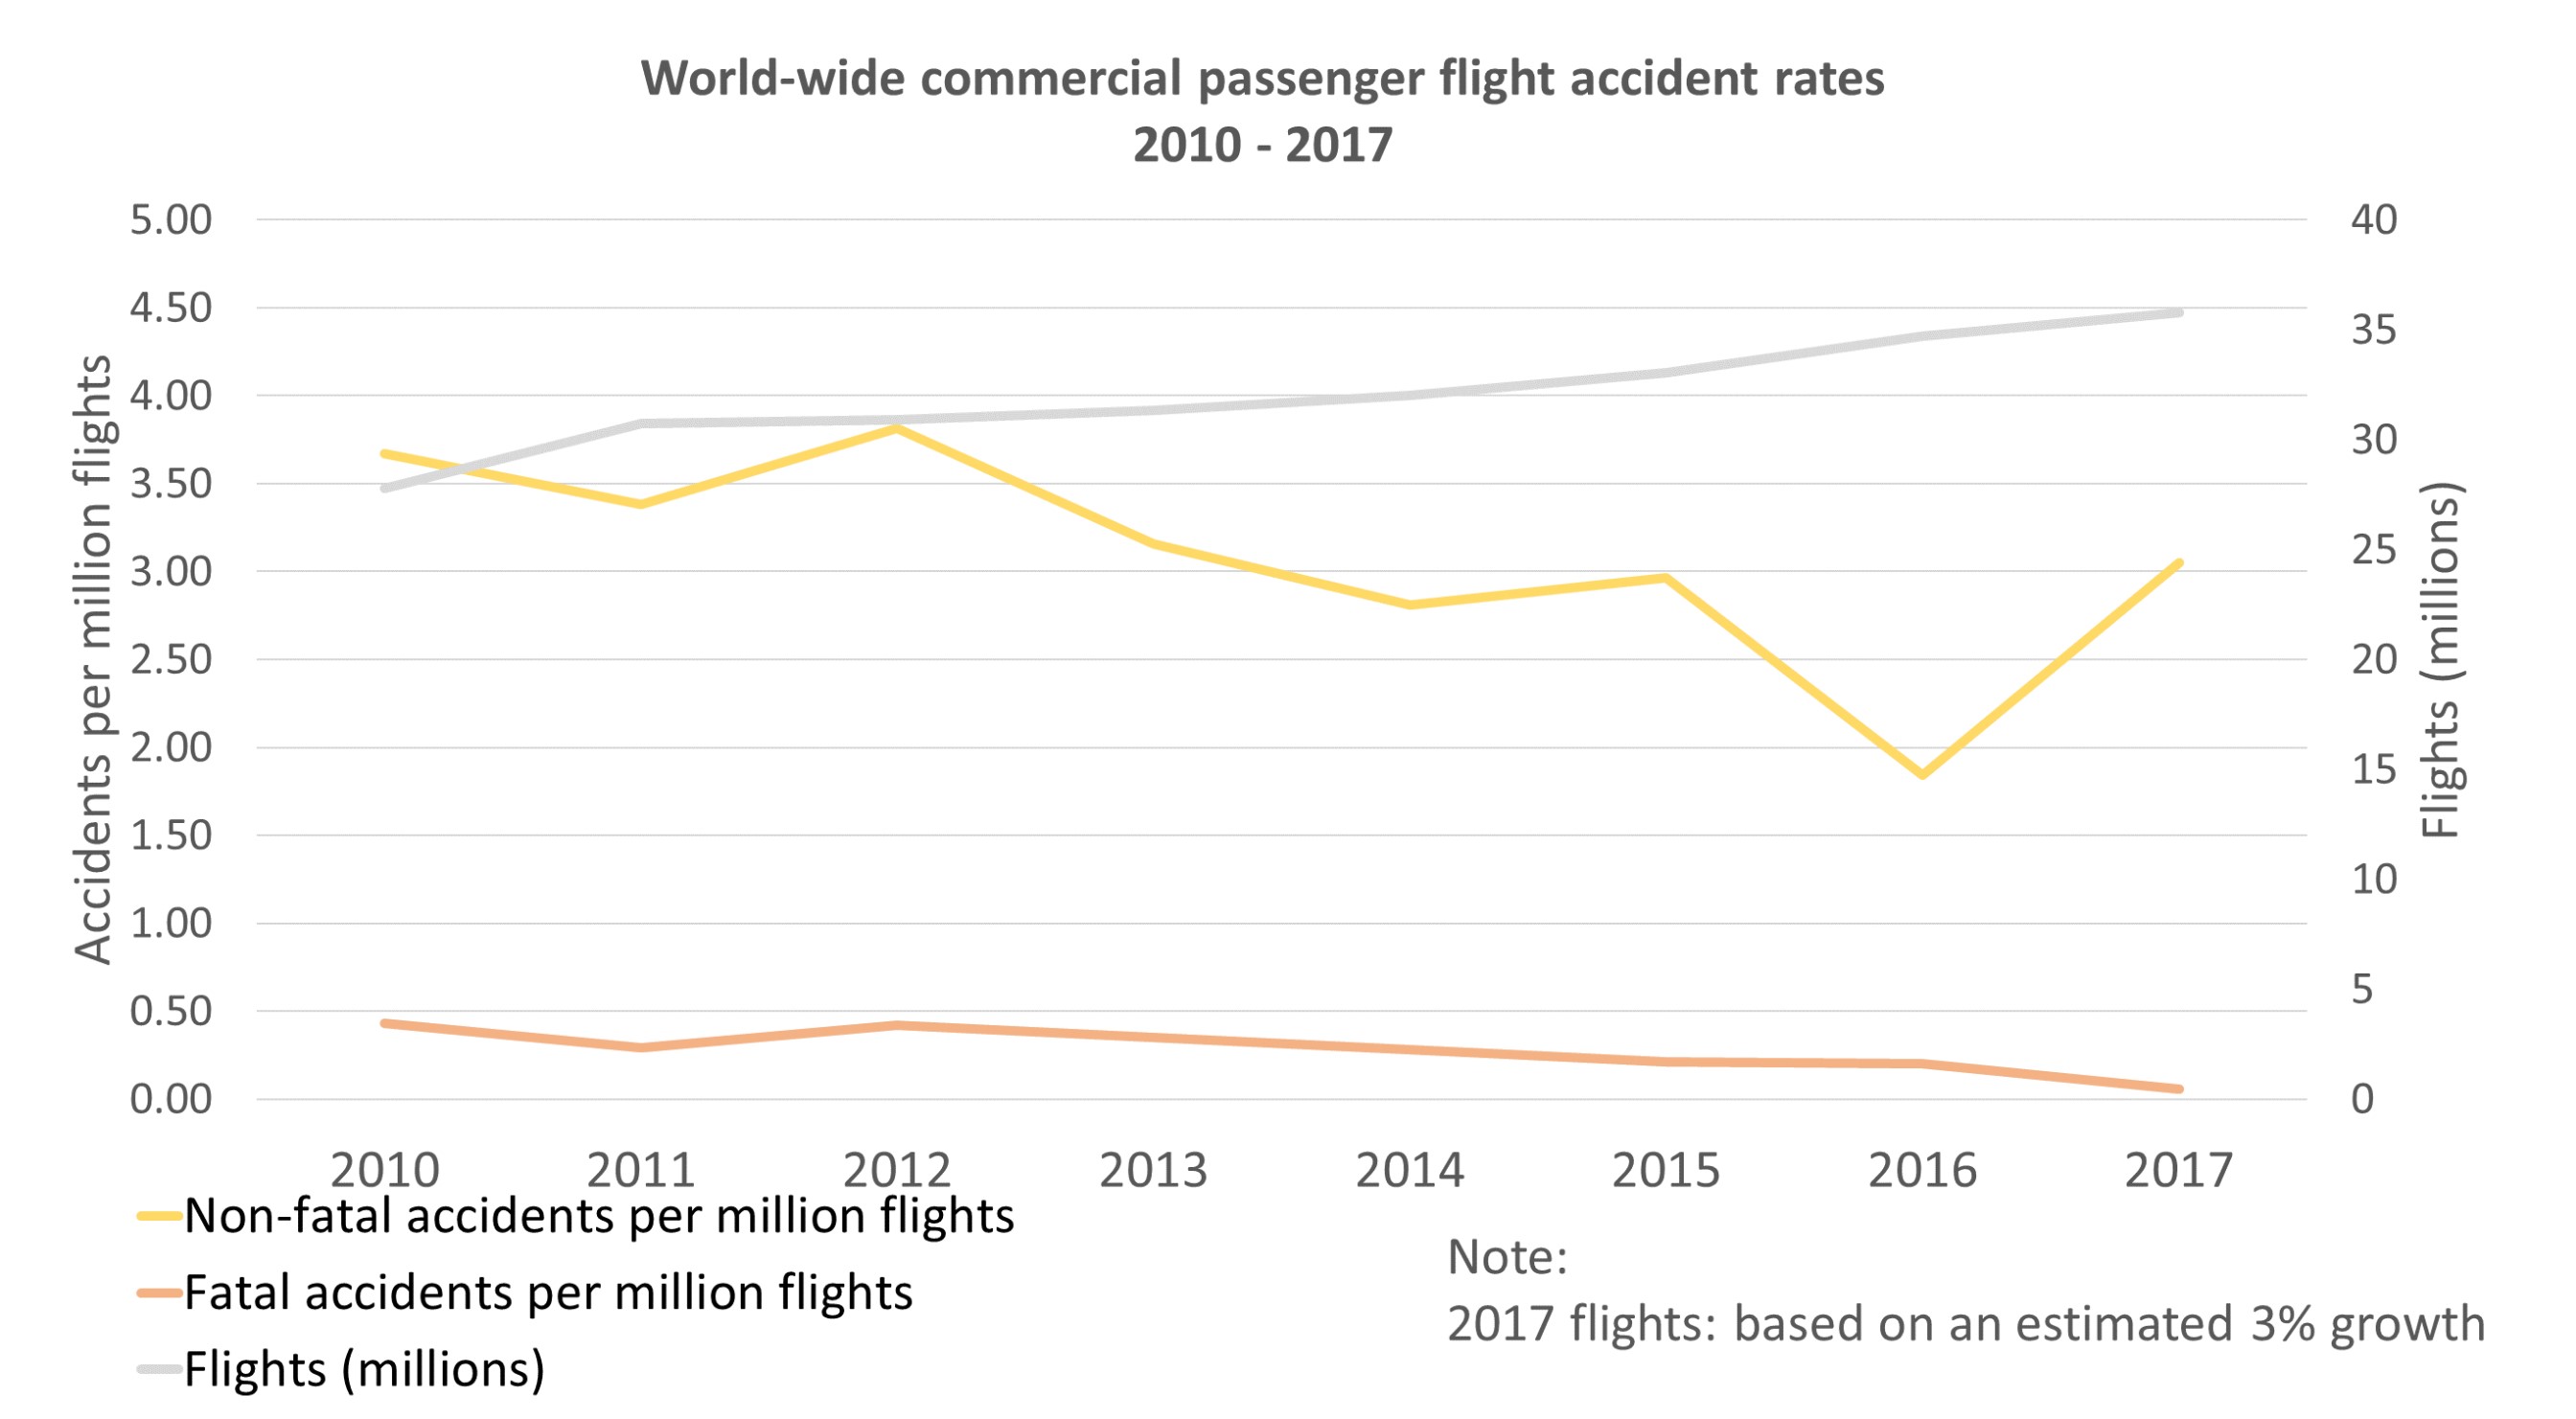 World-wide commercial passenger flight accident rates
2010 - 2017
Accidents per million flights
5.00
4.50
4.00
3.50
3.00
2.50
2.00
1.50
1.00
0.50
0.00
40
35
30
25
20
15
10
5
0
Flights (millions)
2010 2011 2012 2013 2014 2015 2016 2017
Non-fatal accidents per million flights
Fatal accidents per million flights
Flights (millions)
Note:
2017 flights: based on an estimated 3% growth